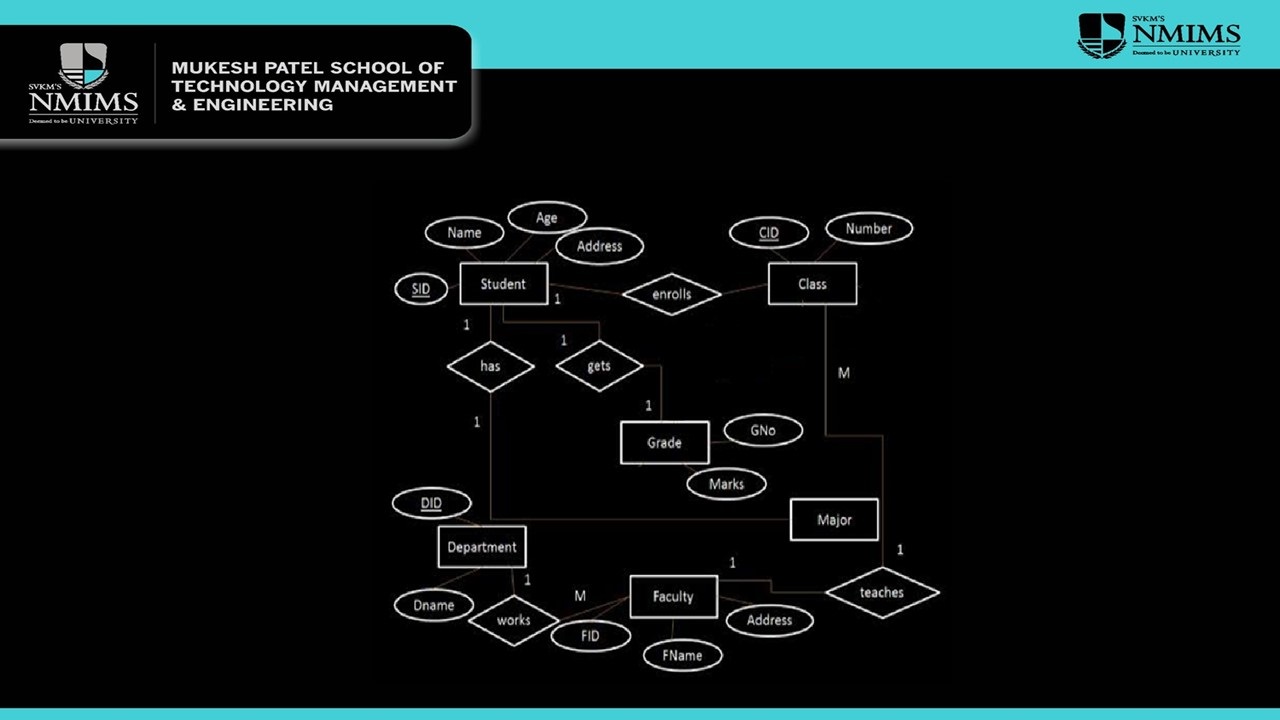 SVKM'S
NMIMS
Deemed to be UNIVERSITY
MUKESH PATEL SCHOOL OF
TECHNOLOGY MANAGEMENT
& ENGINEERING
SVKM'S
NMIMS
Deemed to be UNIVERSITY
Age
Name
Address
CID
Number
SID
Student
1
enrolls
Class
1
1
has
gets
M
1
1
Grade
GNo
Marks
DID
Major
Department
1
1
1
M
Faculty
teaches
Dname
works
FID
Address
FName